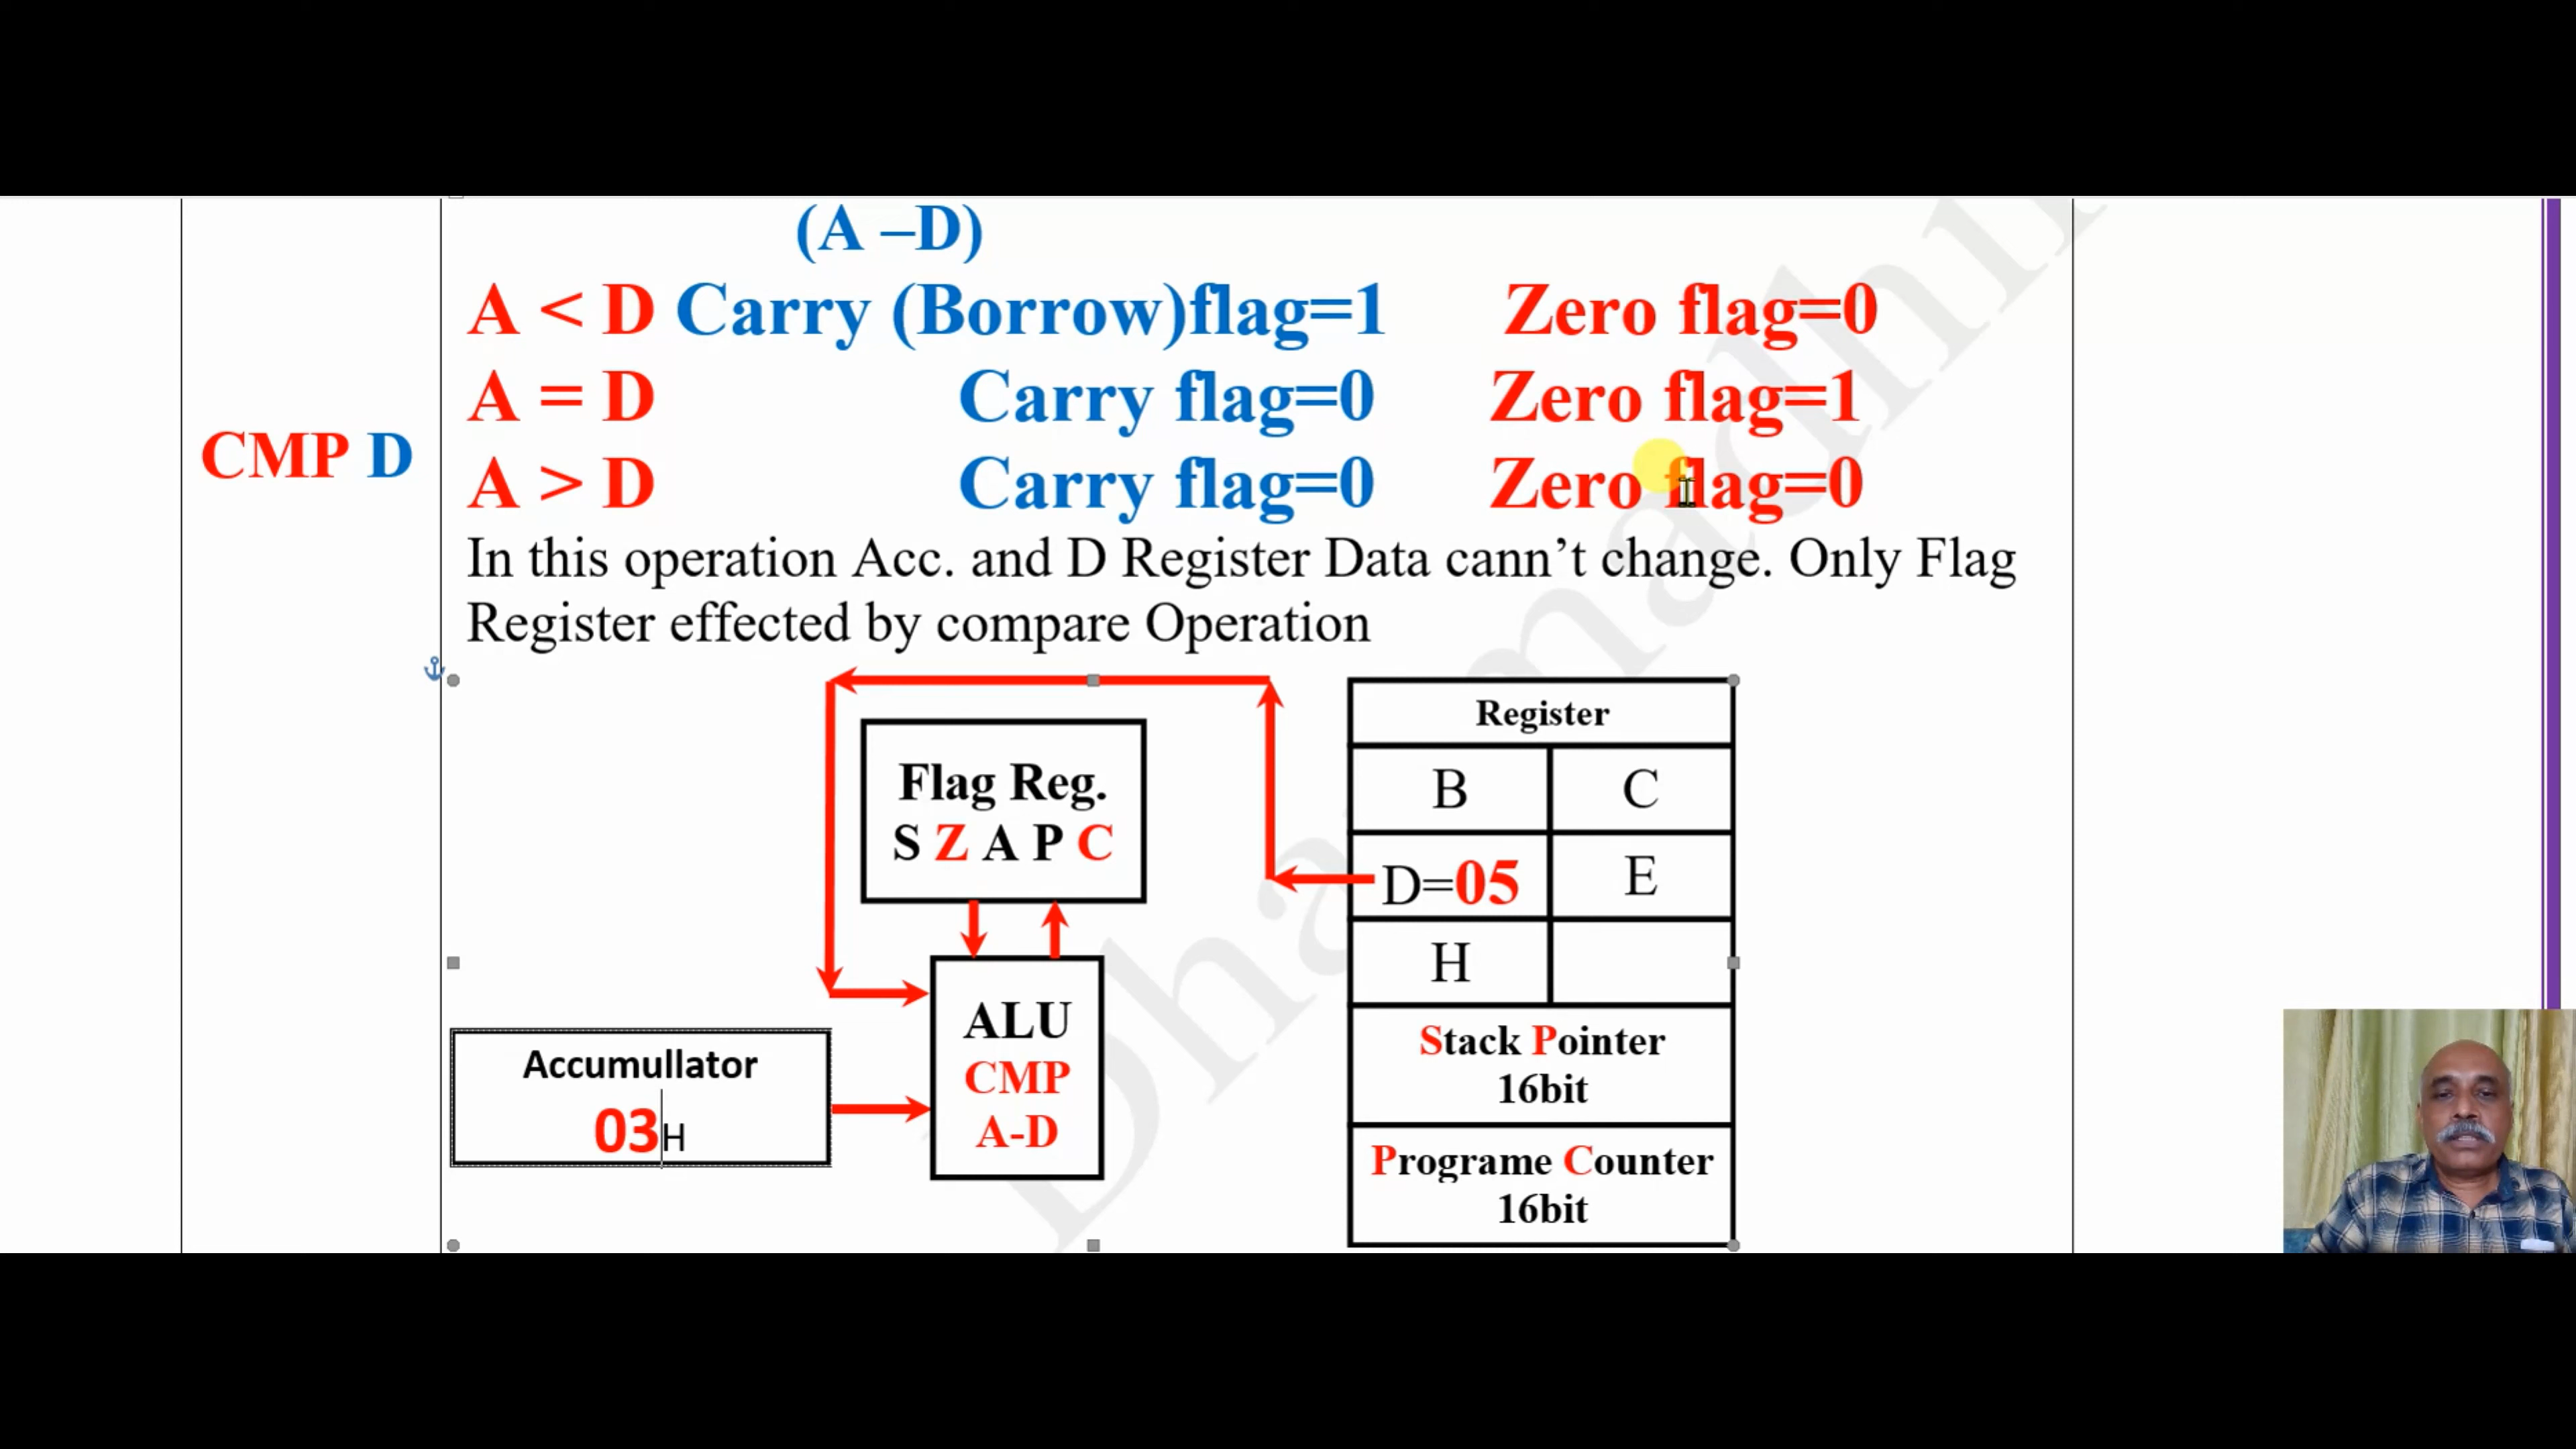 (A –D)
A < D Carry (Borrow)flag=1 Zero flag=0
A = D Carry flag=0 Zero flag=1
CMP D
A > D Carry flag=0 Zero flag=0
In this operation Acc. and D Register Data cann’t change. Only Flag
Register effected by compare Operation
Flag Reg.
S Z A P C
ALU
CMP
A-D
Accumullator
03H
Register
B C
D=05 E
H
Stack Pointer
16bit
Programe Counter
16bit